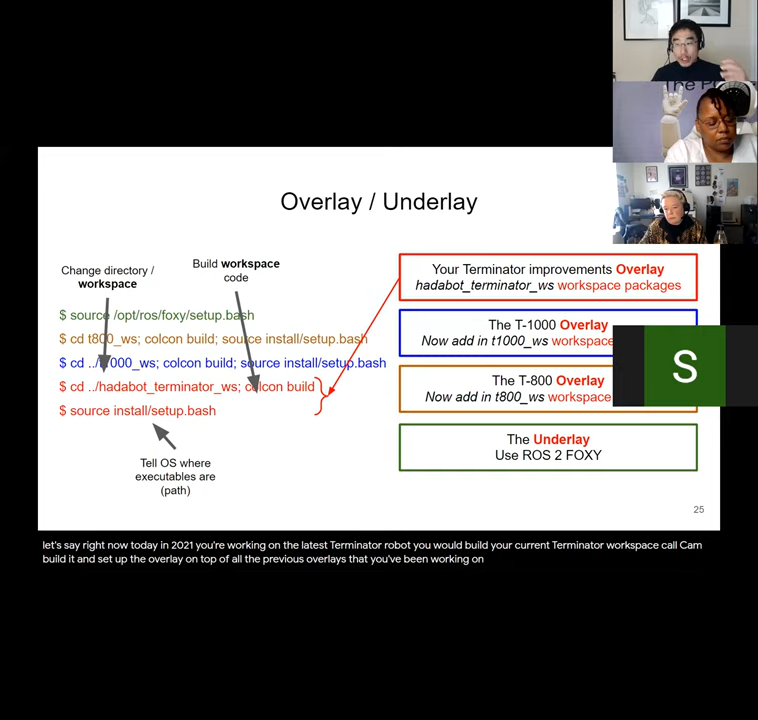 The P
Overlay / Underlay
Change directory /
workspace
Build workspace
code
$ source /opt/ros/foxy/setup.bash
$ cd t800_ws; colcon build; source install/setup.bash
$ cd ../t1000_ws; colcon build; source install/setup.bash
$ cd ../hadabot_terminator_ws; colcon build
$ source install/setup.bash
Tell OS where
executables are
(path)
Your Terminator improvements Overlay
hadabot_terminator_ws workspace packages
The T-1000 Overlay
Now add in t1000_ws workspace
The T-800 Overlay
Now add in t800_ws workspace
The Underlay
Use ROS 2 FOXY
S
25
let's say right now today in 2021 you're working on the latest Terminator robot you would build your current Terminator workspace call Cam
build it and set up the overlay on top of all the previous overlays that you've been working on